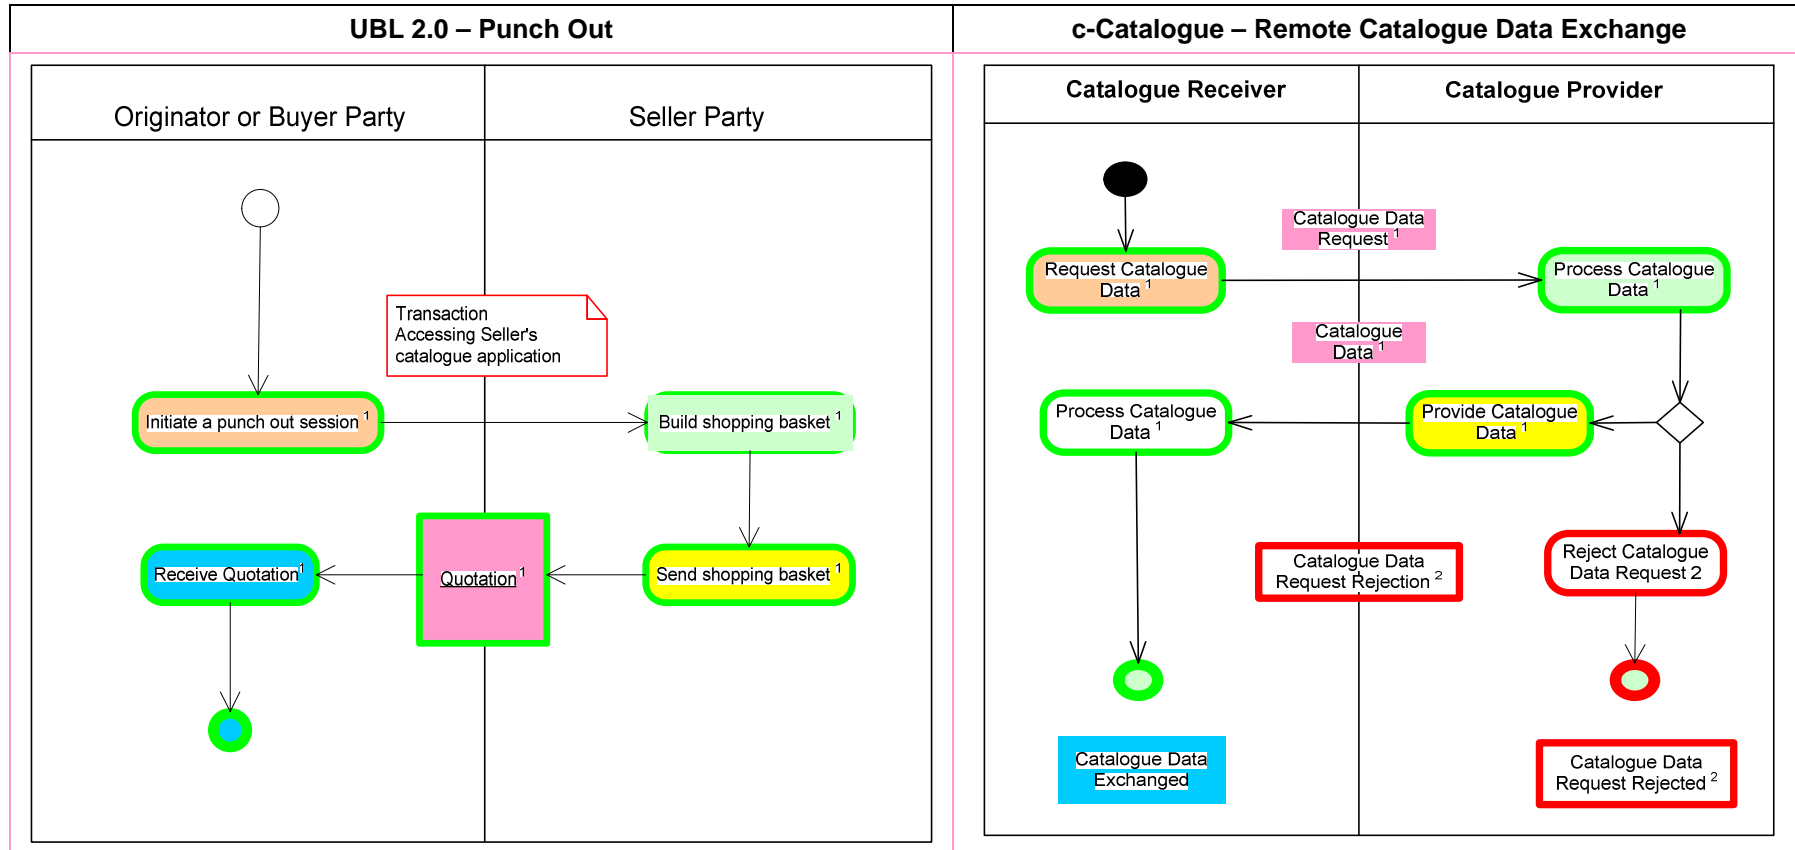 UBL 2.0 – Punch Out
Originator or Buyer Party
Seller Party
Transaction
Accessing Seller's
catalogue application
Initiate a punch out session 1
Build shopping basket 1
Receive Quotation1
Quotation 1
Send shopping basket 1
c-Catalogue – Remote Catalogue Data Exchange
Catalogue Receiver
Catalogue Provider
Catalogue Data
Request 1
Request Catalogue
Data 1
Process Catalogue
Data 1
Catalogue
Data 1
Process Catalogue
Data 1
Provide Catalogue
Data 1
Catalogue Data
Request Rejection 2
Reject Catalogue
Data Request 2
Catalogue Data
Exchanged
Catalogue Data
Request Rejected 2